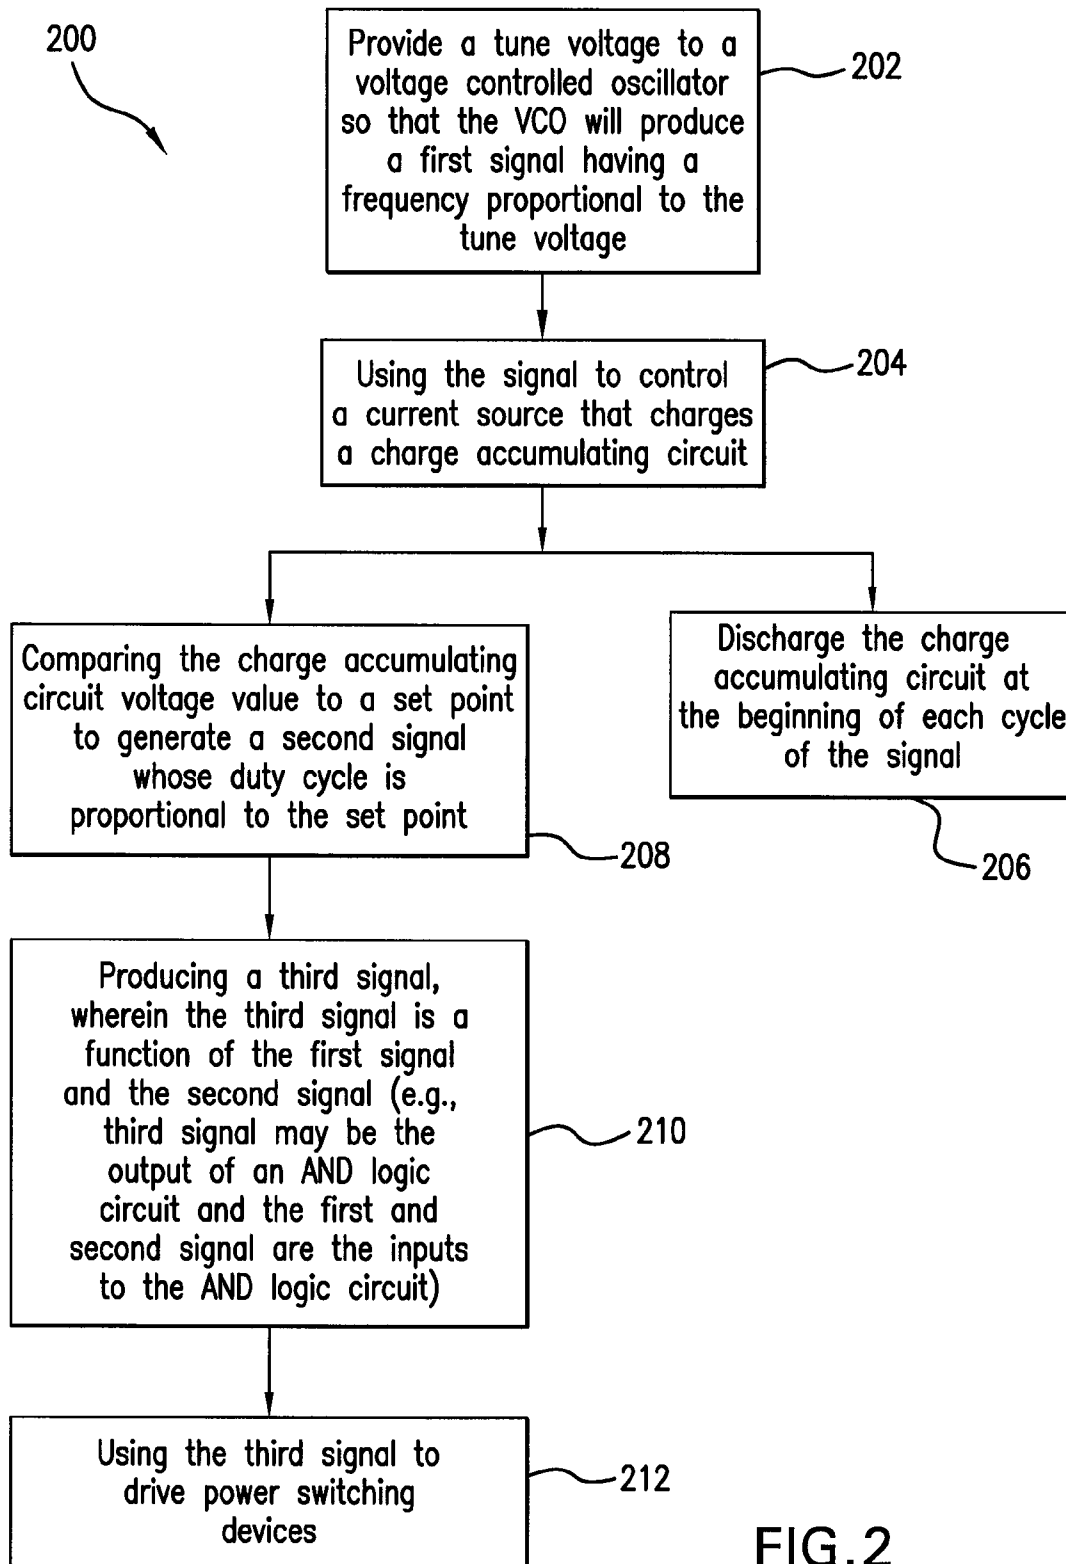 200
Provide a tune voltage to a
voltage controlled oscillator
so that the VCO will produce
a first signal having a
frequency proportional to the
tune voltage
202
Using the signal to control
a current source that charges
a charge accumulating circuit
204
Comparing the charge accumulating
circuit voltage value to a set point
to generate a second signal
whose duty cycle is
proportional to the set point
208
Discharge the charge
accumulating circuit at
the beginning of each cycle
of the signal
206
Producing a third signal,
wherein the third signal is a
function of the first signal
and the second signal (e.g.,
third signal may be the
output of an AND logic
circuit and the first and
second signal are the inputs
to the AND logic circuit)
210
Using the third signal to
drive power switching
devices
212
FIG.2